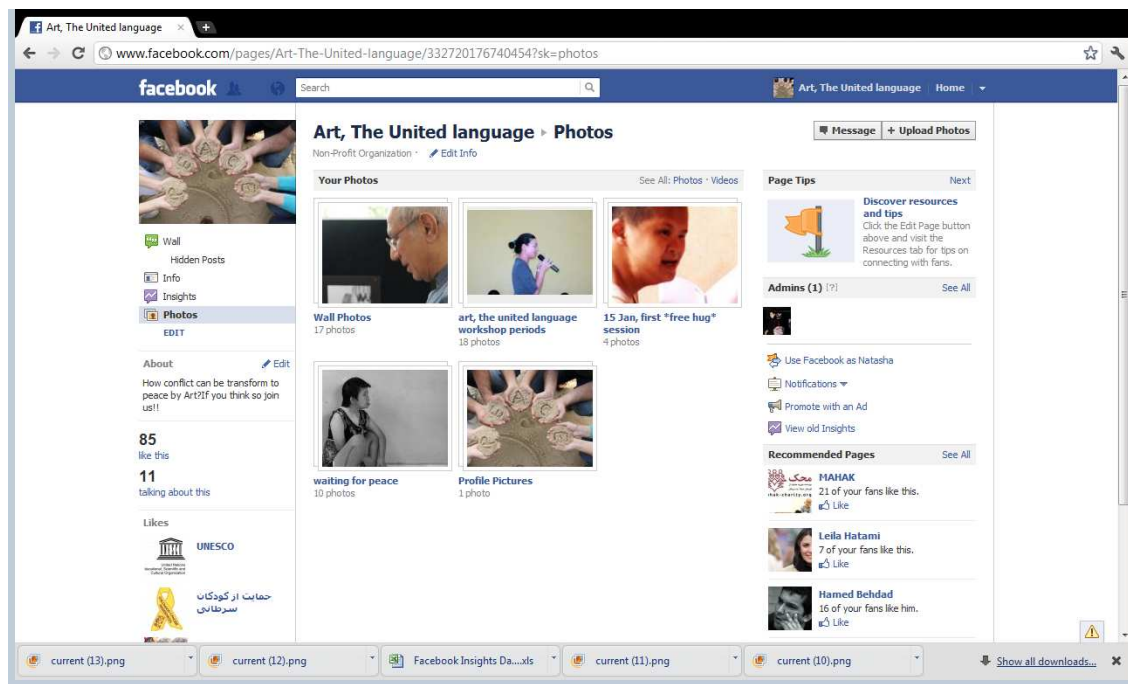 Art, The United language
www.facebook.com/pages/Art-The-United-language/332720176740454?sk=photos
facebook
Search
Art, The United language
Home
Art, The United language ▸ Photos
Non-Profit Organization · Edit Info
Message
+ Upload Photos
Wall
Hidden Posts
Info
Insights
Photos
EDIT
About
Edit
How conflict can be transform to
peace by Art?If you think so join
us!!
85
like this
11
talking about this
Likes
UNESCO
حمایت از کودکان
سرطانی
Your Photos
See All: Photos · Videos
Wall Photos
17 photos
art, the united language
workshop periods
18 photos
15 Jan, first *free hug*
session
4 photos
waiting for peace
10 photos
Profile Pictures
1 photo
Page Tips
Next
Discover resources
and tips
Click the Edit Page button
above and visit the
Resources tab for tips on
connecting with fans.
Admins (1) [?]
See All
Use Facebook as Natasha
Notifications
Promote with an Ad
View old Insights
Recommended Pages
See All
محک
MAHAK
21 of your fans like this.
Like
Leila Hatami
7 of your fans like this.
Like
Hamed Behdad
16 of your fans like him.
Like
current (13).png
current (12).png
Facebook Insights Da....xls
current (11).png
current (10).png
Show all downloads...